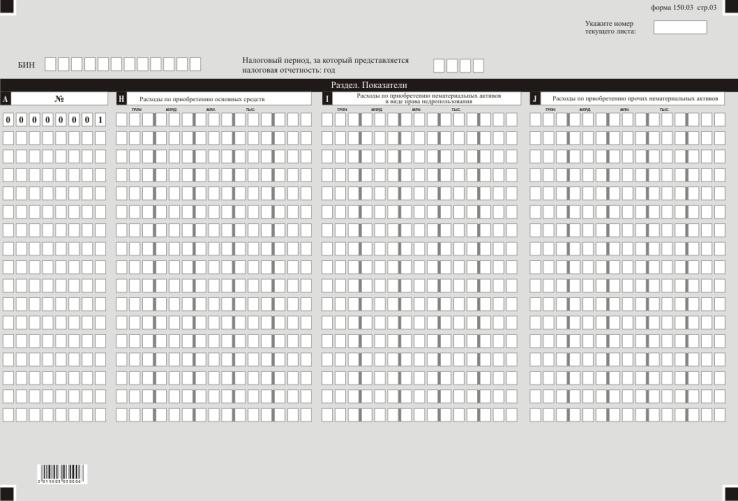 форма 150.03 стр.03
Укажите номер
текущего листа:
БИН
Налоговый период, за который представляется
налоговая отчетность: год
Раздел. Показатели
A № H Расходы по приобретению основных средств I Расходы по приобретению нематериальных активов
в виде права недропользования J Расходы по приобретению прочих нематериальных активов
ТРЛН МЛРД МЛН. ТЫС. ТРЛН МЛРД МЛН. ТЫС. ТРЛН МЛРД МЛН. ТЫС.
0 0 0 0 0 0 0 1